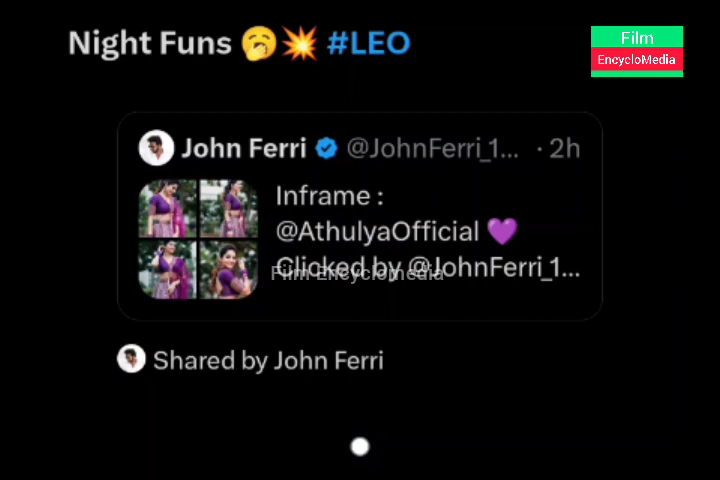 Night Funs 🥱💥 #LEO
Film
EncycloMedia
John Ferri @JohnFerri_1... · 2h
Inframe :
@AthulyaOfficial 💜
Clicked by @JohnFerri_1...
Film Encyclomedia
Shared by John Ferri